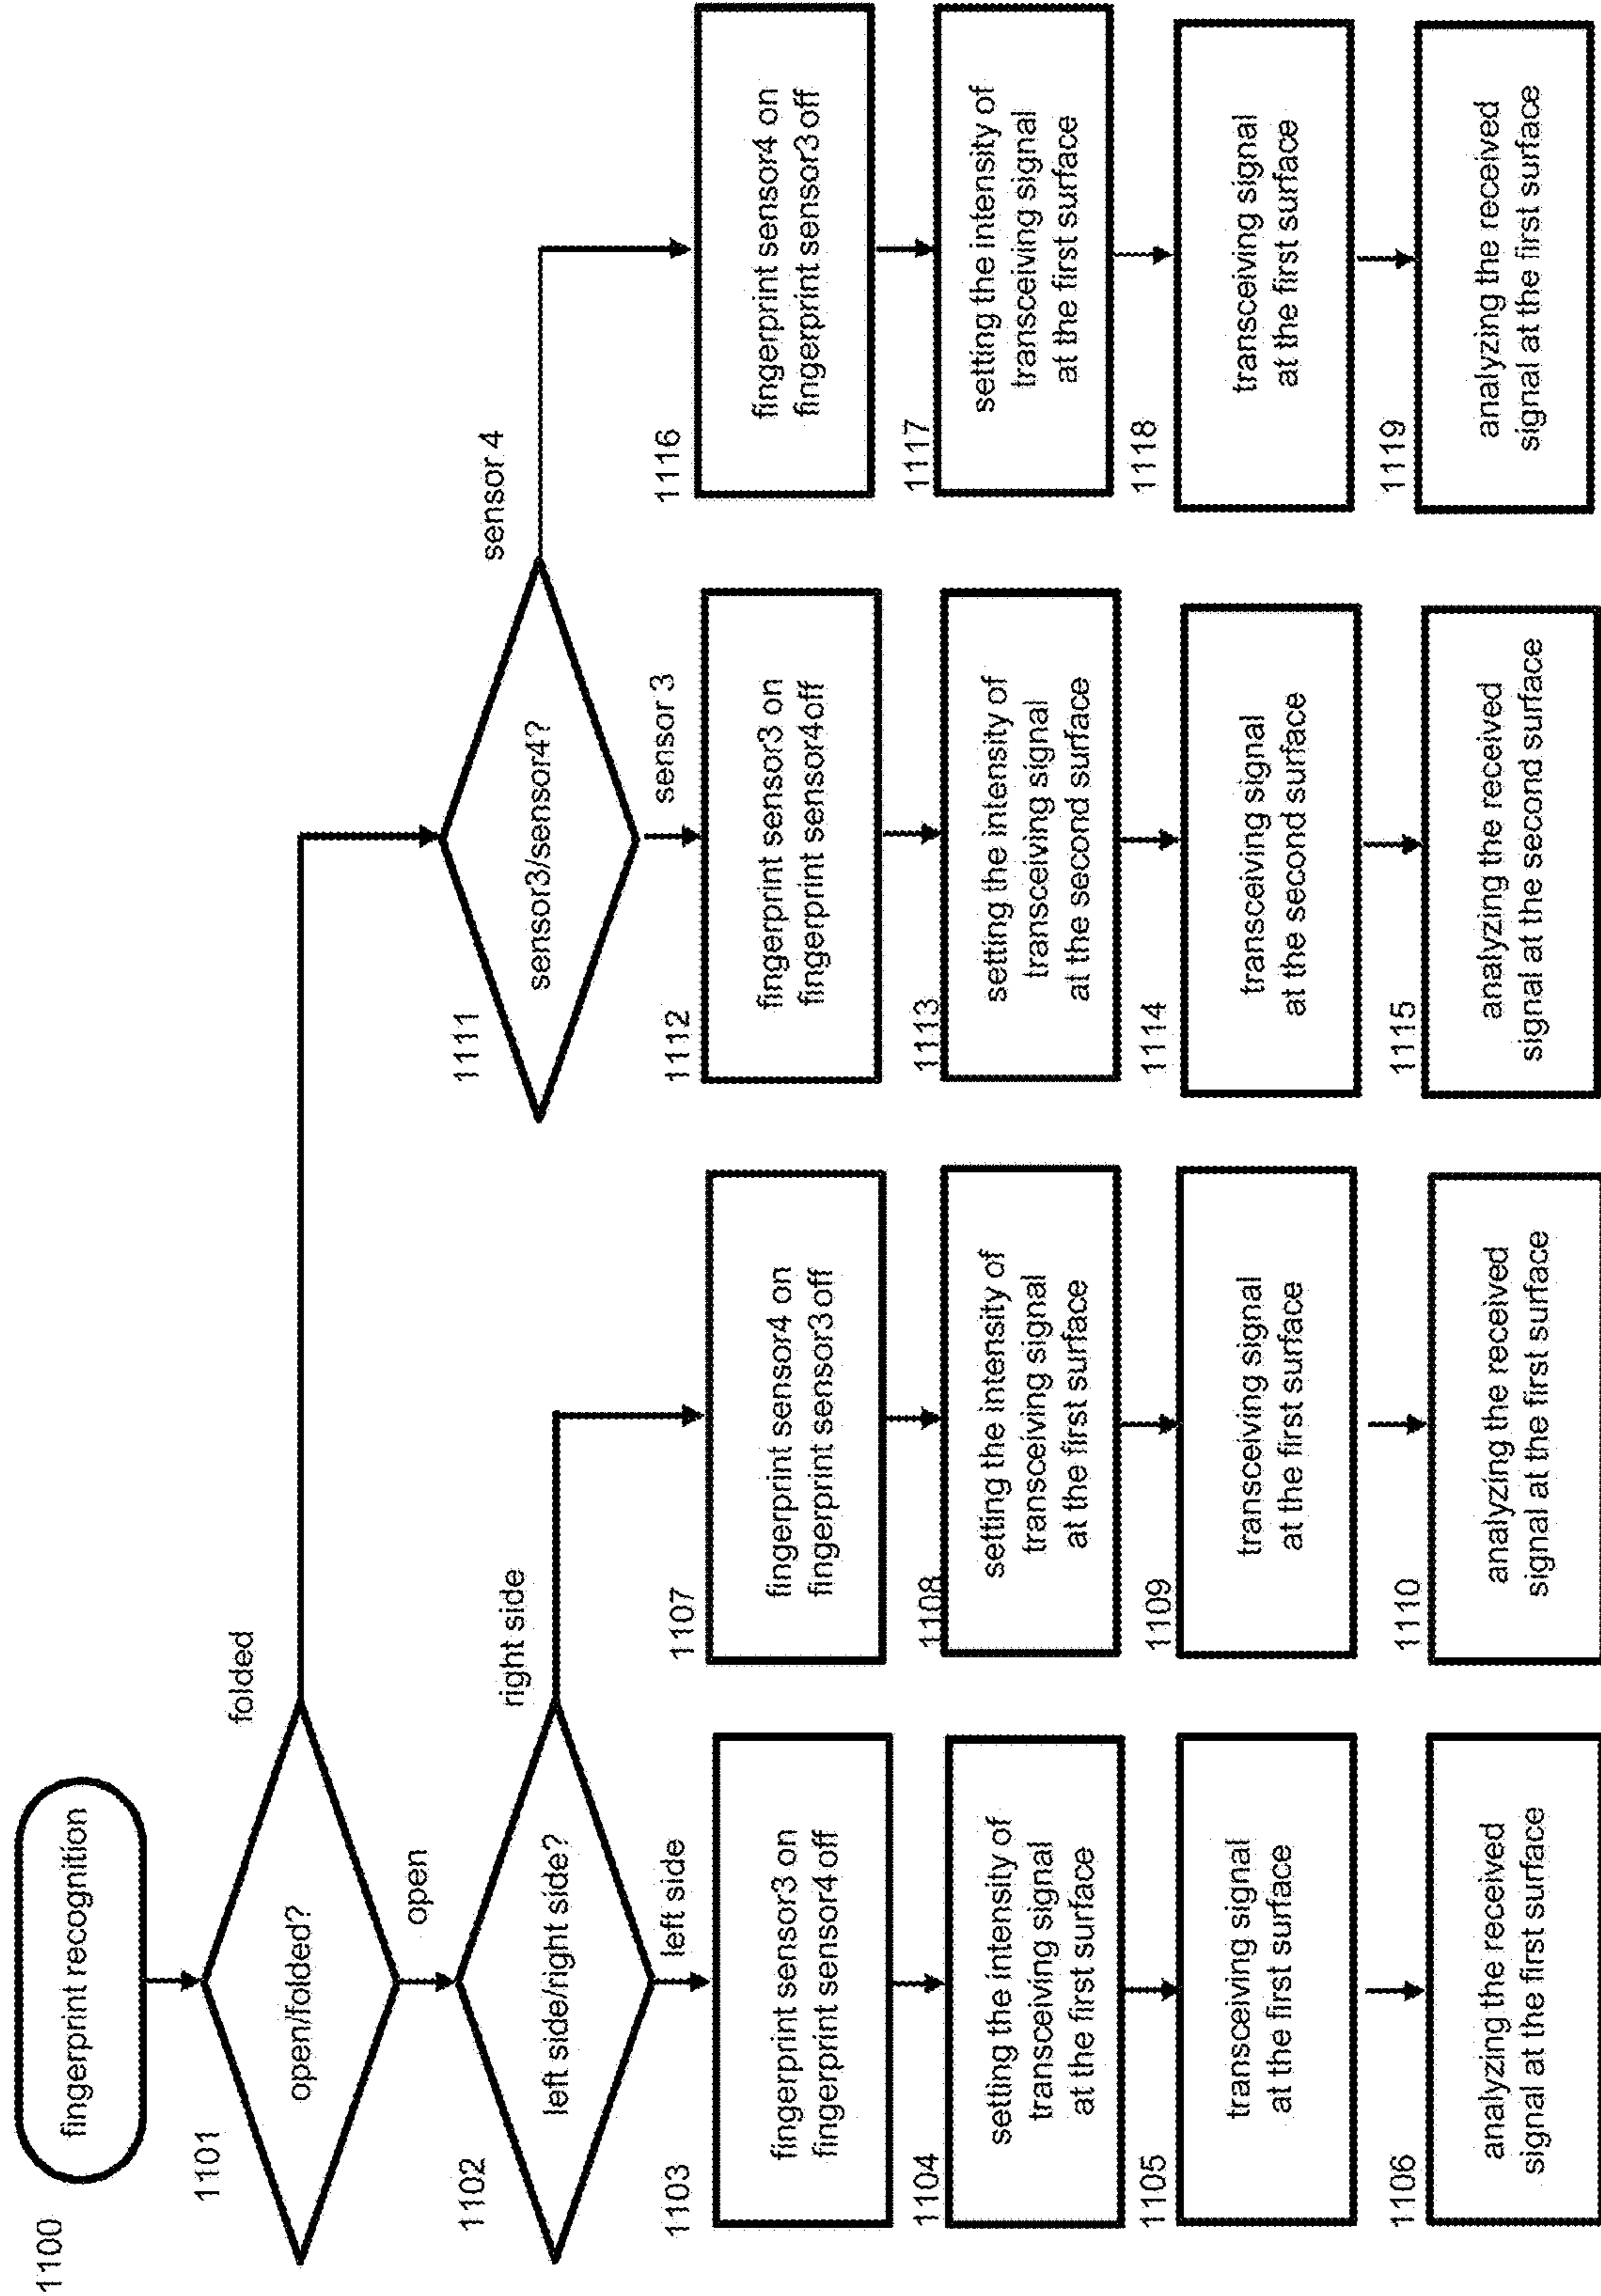 1100
fingerprint recognition
1101
open/folded?
folded
open
1102
left side/right side?
right side
left side
1103
fingerprint sensor3 on
fingerprint sensor4off
1104
setting the intensity of
transceiving signal
at the first surface
1105
transceiving signal
at the first surface
1106
analyzing the received
signal at the first surface
1107
fingerprint sensor4 on
fingerprint sensor3off
1108
setting the intensity of
transceiving signal
at the first surface
1109
transceiving signal
at the first surface
1110
analyzing the received
signal at the first surface
1111
sensor3/sensor4?
sensor 4
sensor 3
1112
fingerprint sensor3 on
fingerprint sensor4off
1113
setting the intensity of
transceiving signal
at the second surface
1114
transceiving signal
at the second surface
1115
analyzing the received
signal at the second surface
1116
fingerprint sensor4 on
fingerprint sensor3off
1117
setting the intensity of
transceiving signal
at the first surface
1118
transceiving signal
at the first surface
1119
analyzing the received
signal at the first surface